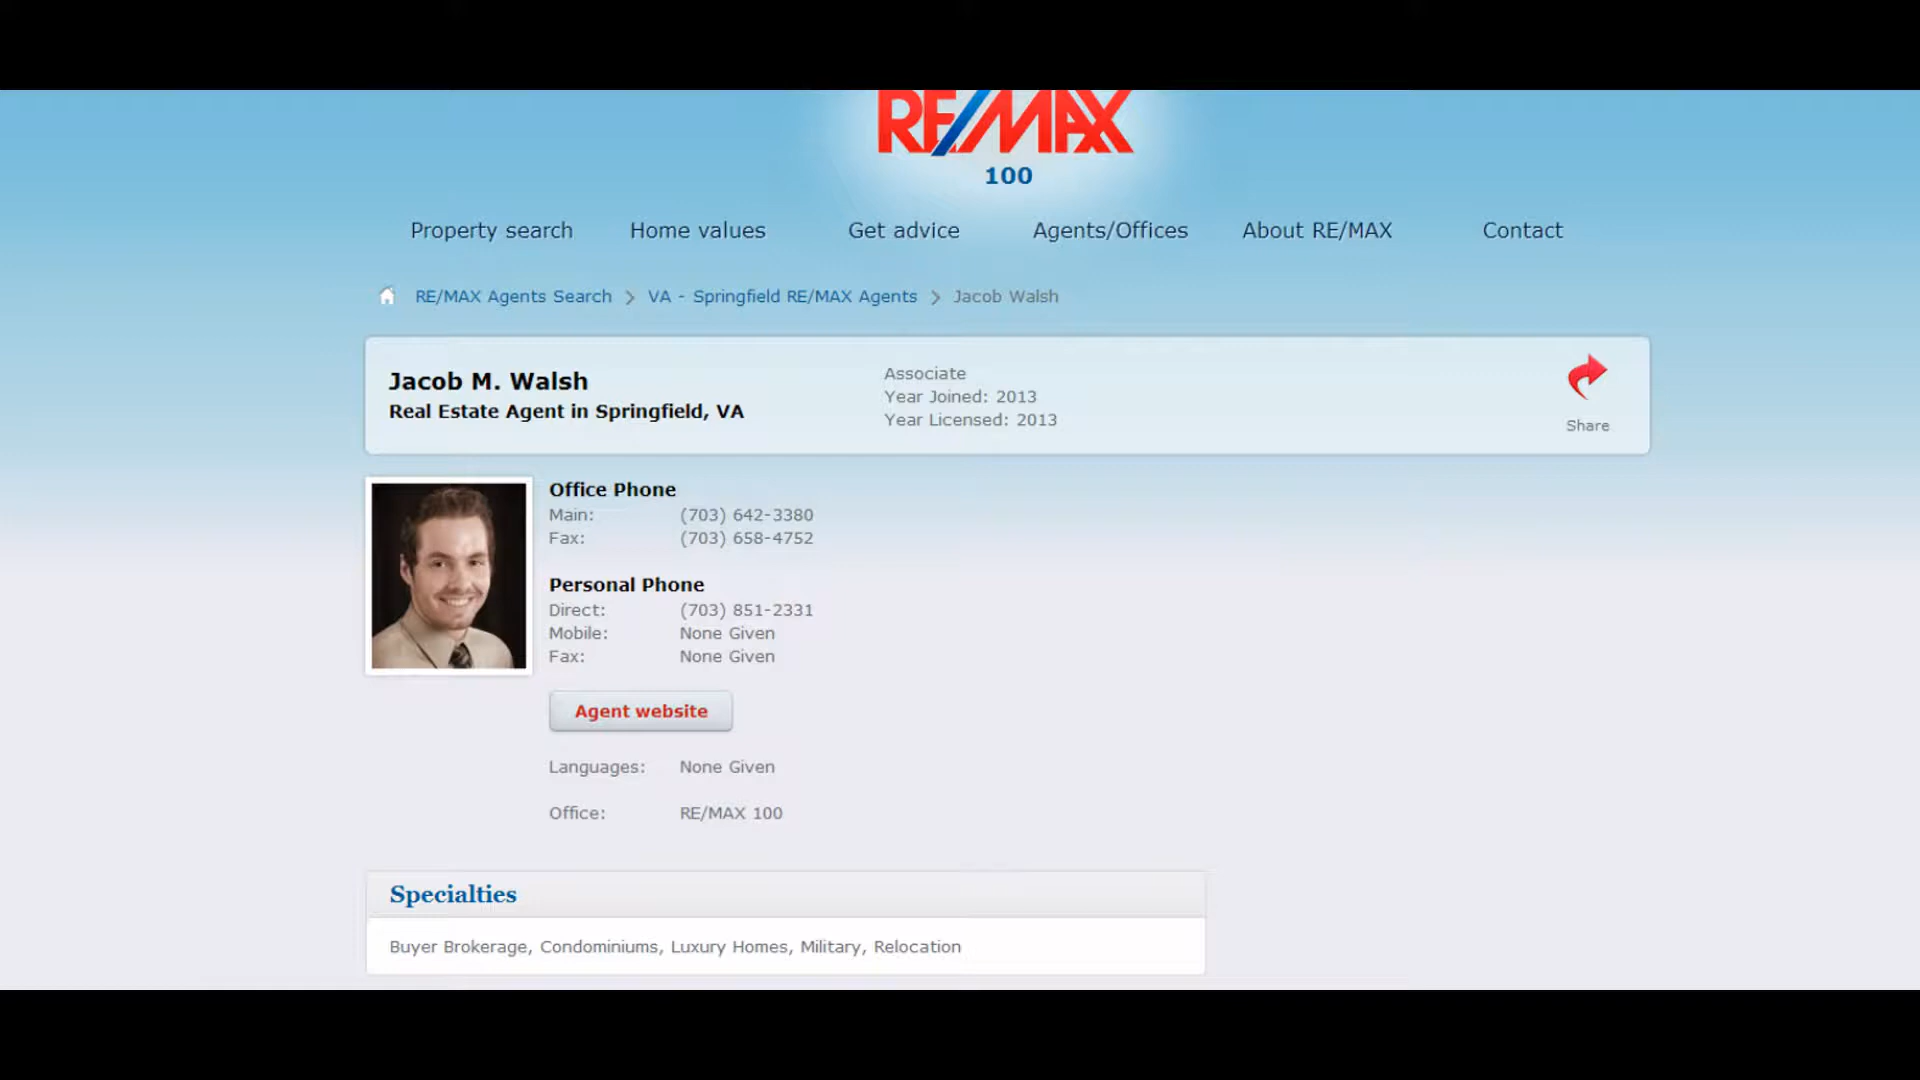 RE/MAX
100
Property search Home values Get advice Agents/Offices About RE/MAX Contact
RE/MAX Agents Search > VA - Springfield RE/MAX Agents > Jacob Walsh
Jacob M. Walsh
Real Estate Agent in Springfield, VA
Associate
Year Joined: 2013
Year Licensed: 2013
Share
Office Phone
Main: (703) 642-3380
Fax: (703) 658-4752
Personal Phone
Direct: (703) 851-2331
Mobile: None Given
Fax: None Given
Agent website
Languages: None Given
Office: RE/MAX 100
Specialties
Buyer Brokerage, Condominiums, Luxury Homes, Military, Relocation